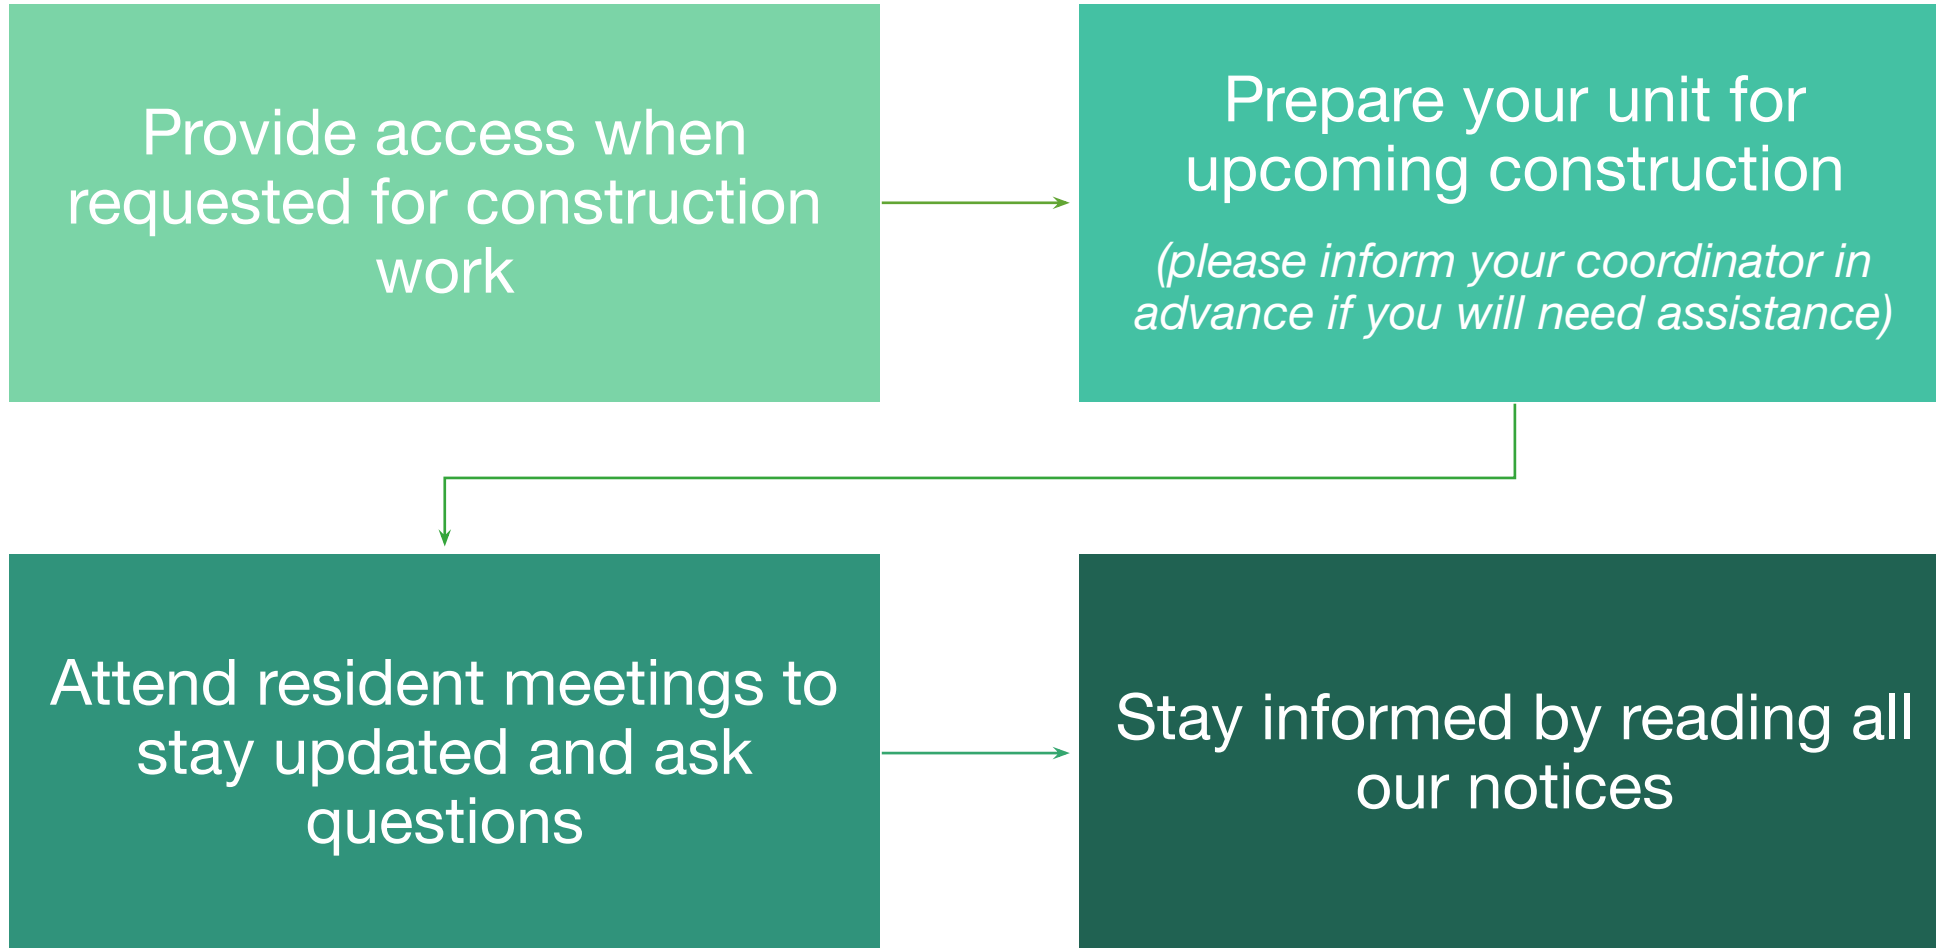 Provide access when
requested for construction
work
Prepare your unit for
upcoming construction
(please inform your coordinator in
advance if you will need assistance)
Attend resident meetings to
stay updated and ask
questions
Stay informed by reading all
our notices